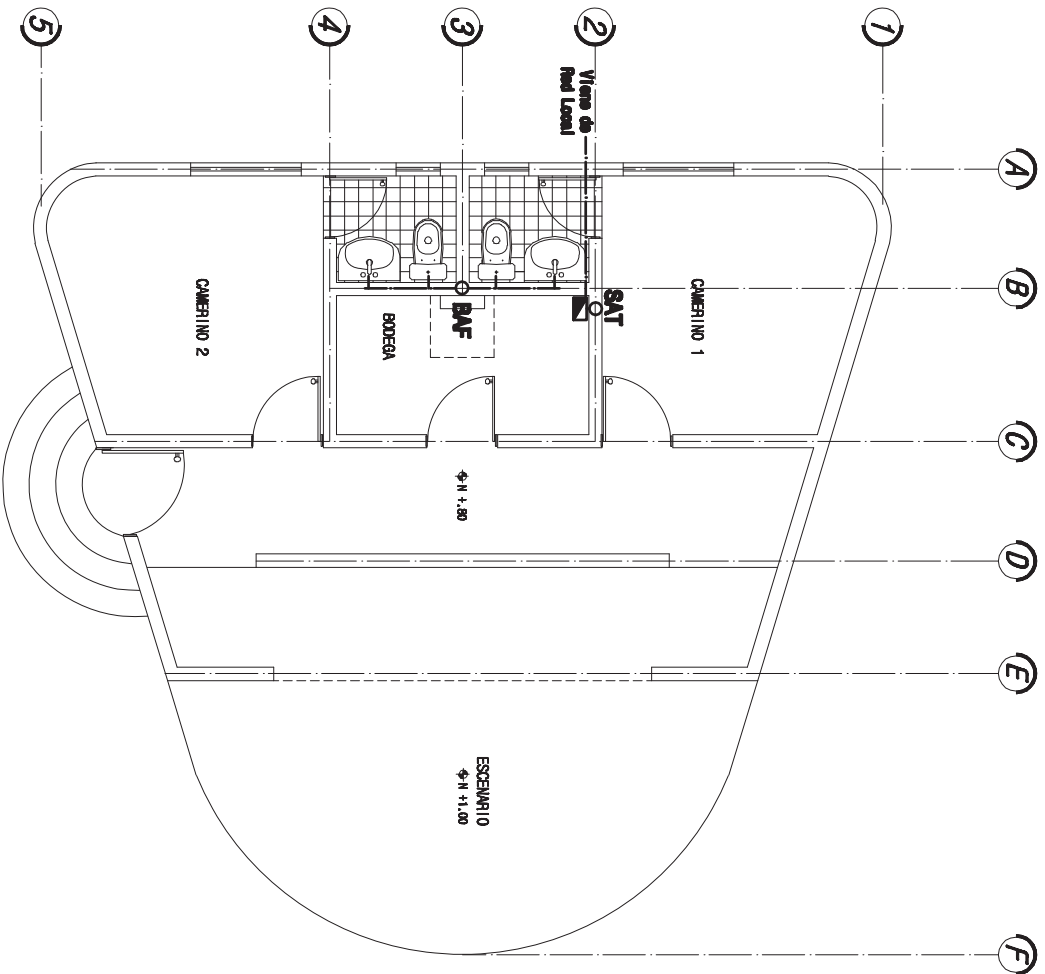 5
4
3
2
1
Viene de
Red Local
A
B
C
D
E
F
CAMERINO 2
BODEGA
BAF
SAT
CAMERINO 1
N +.80
ESCENARIO
N +1.00